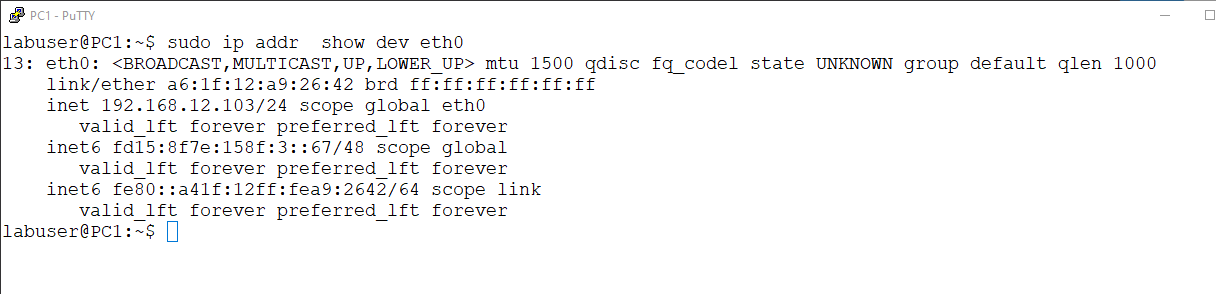 PC1 - PuTTY
labuser@PC1:~$ sudo ip addr  show dev eth0
13: eth0: <BROADCAST,MULTICAST,UP,LOWER_UP> mtu 1500 qdisc fq_codel state UNKNOWN group default qlen 1000
    link/ether a6:1f:12:a9:26:42 brd ff:ff:ff:ff:ff:ff
    inet 192.168.12.103/24 scope global eth0
       valid_lft forever preferred_lft forever
    inet6 fd15:8f7e:158f:3::67/48 scope global
       valid_lft forever preferred_lft forever
    inet6 fe80::a41f:12ff:fea9:2642/64 scope link
       valid_lft forever preferred_lft forever
labuser@PC1:~$